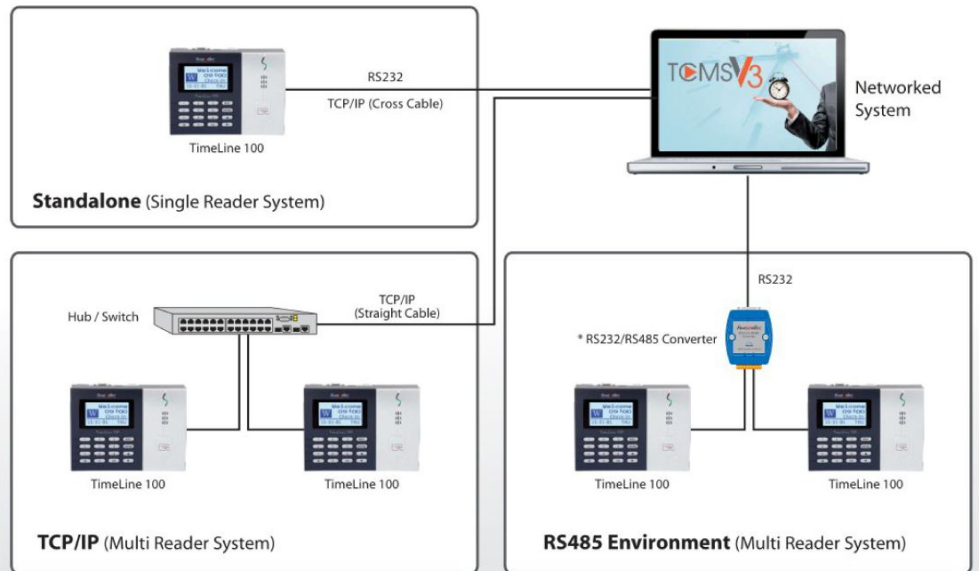 RS232
TCP/IP (Cross Cable)
TimeLine 100
Standalone (Single Reader System)
TCMSV3
Networked
System
Hub / Switch
TCP/IP
(Straight Cable)
TimeLine 100
TimeLine 100
TCP/IP (Multi Reader System)
RS232
* RS232/RS485 Converter
TimeLine 100
TimeLine 100
RS485 Environment (Multi Reader System)